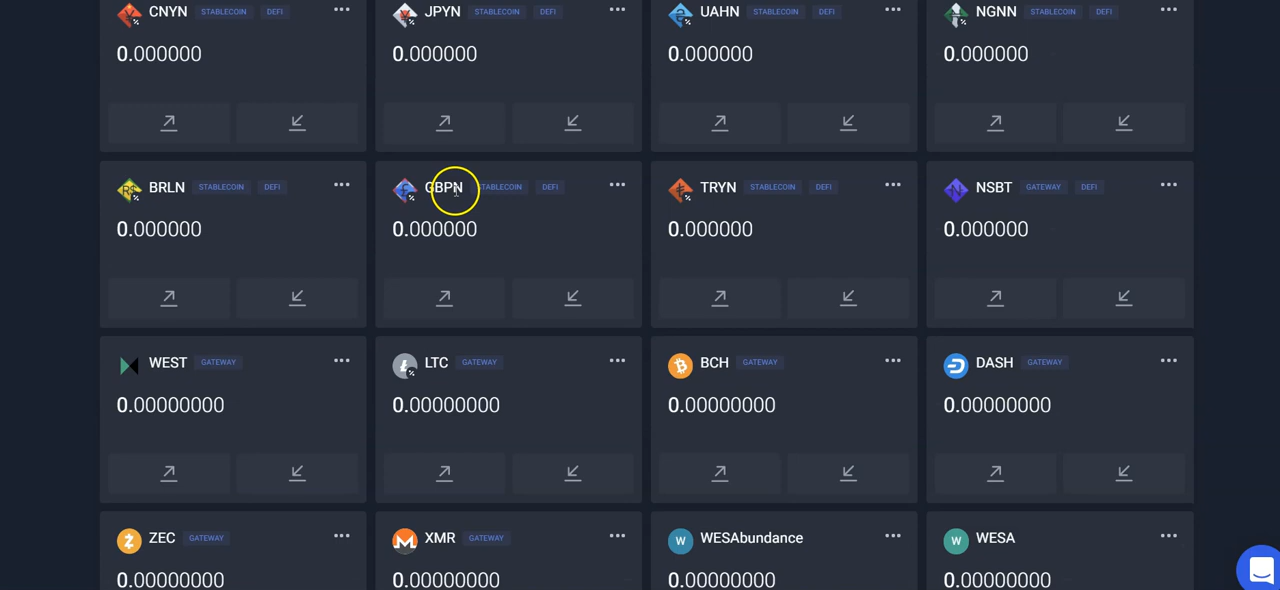 CNYN STABLECOIN DEFI
JPYN STABLECOIN DEFI
UAHN STABLECOIN DEFI
NGNN STABLECOIN DEFI
0.000000
0.000000
0.000000
0.000000
BRLN STABLECOIN DEFI
GBPN STABLECOIN DEFI
TRYN STABLECOIN DEFI
NSBT GATEWAY DEFI
0.000000
0.000000
0.000000
0.000000
WEST GATEWAY
LTC GATEWAY
BCH GATEWAY
DASH GATEWAY
0.00000000
0.00000000
0.00000000
0.00000000
ZEC GATEWAY
XMR GATEWAY
W WESAbundance
W WESA
0.00000000
0.00000000
0.00000000
0.00000000